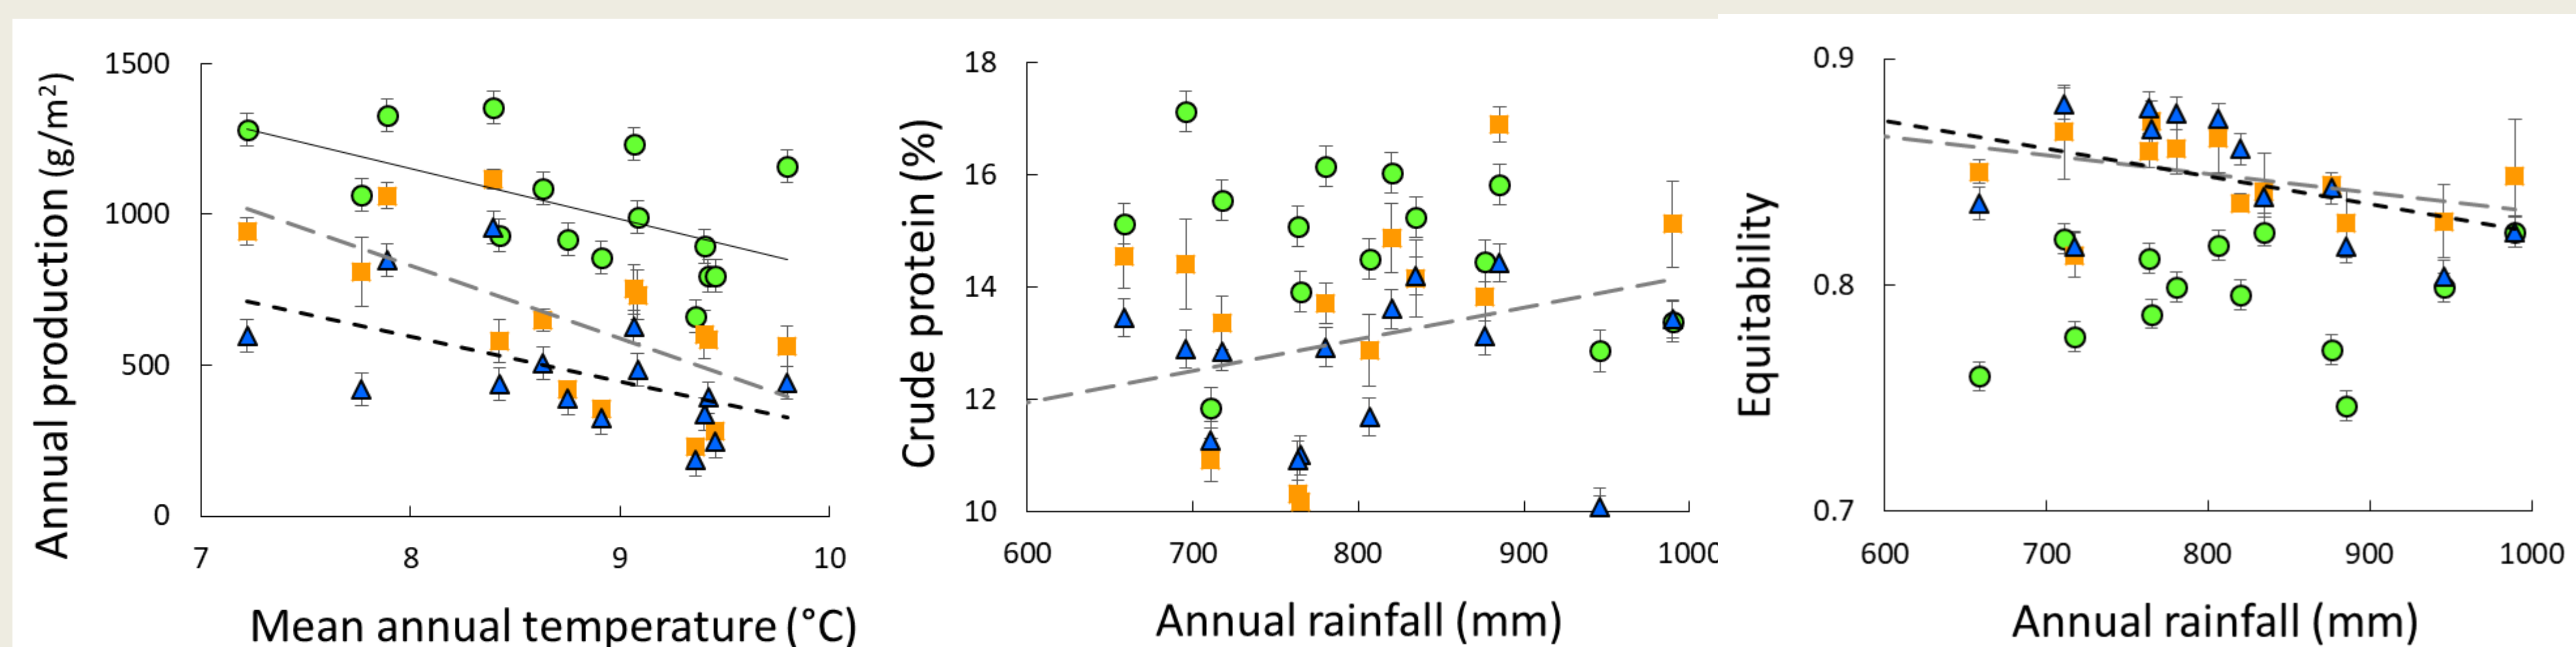 Annual production (g/m²)
1500
1000
500
0
7 8 9 10
Mean annual temperature (°C)
Crude protein (%)
18
16
14
12
10
600 700 800 900 1000
Annual rainfall (mm)
Equitability
0.9
0.8
0.7
600 700 800 900 1000
Annual rainfall (mm)